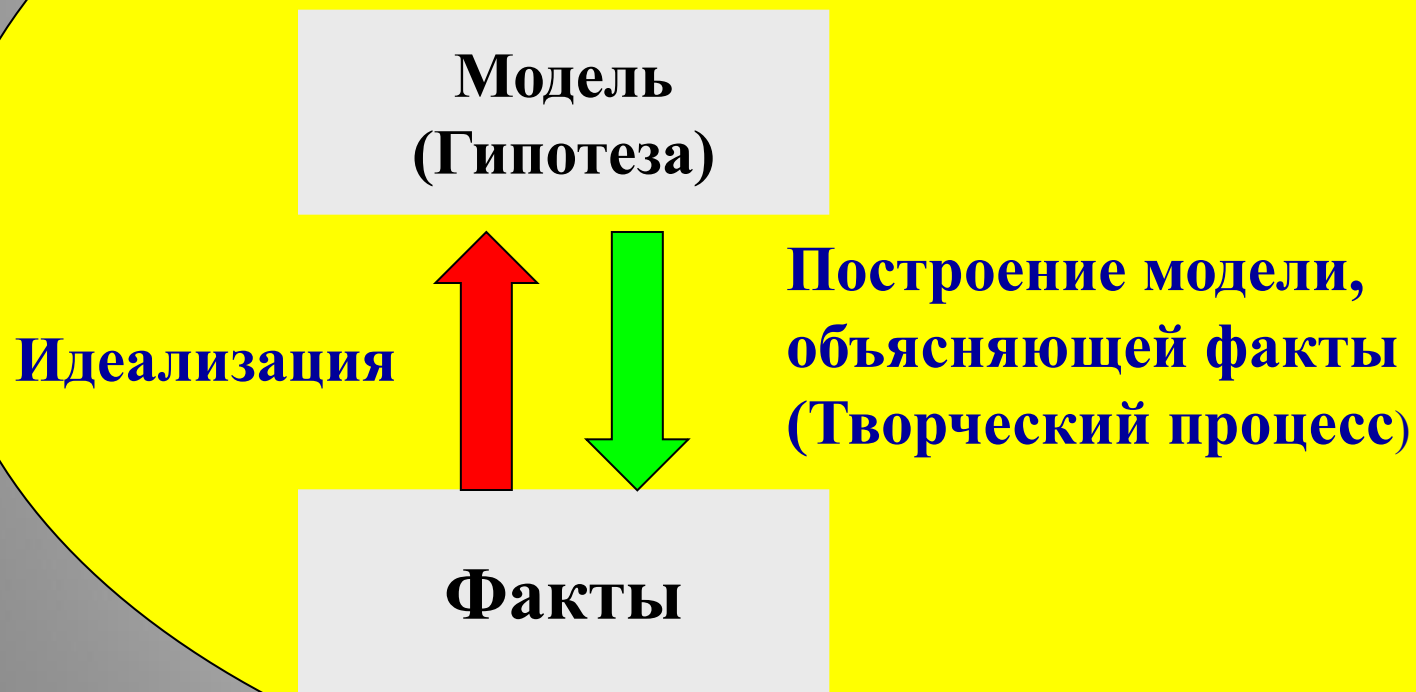 Модель
(Гипотеза)
Идеализация
Построение модели,
объясняющей факты
(Творческий процесс)
Факты